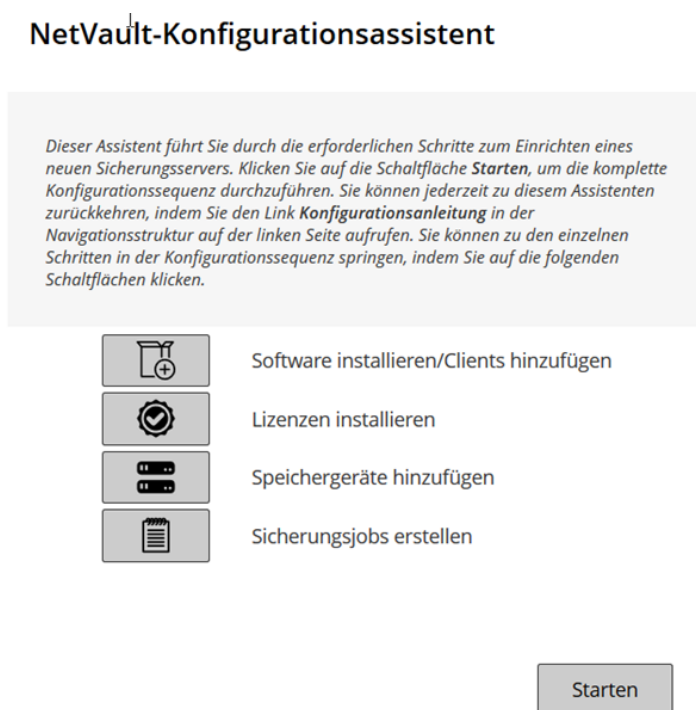 NetVault-Konfigurationsassistent
Dieser Assistent führt Sie durch die erforderlichen Schritte zum Einrichten eines
neuen Sicherungsservers. Klicken Sie auf die Schaltfläche Starten, um die komplette
Konfigurationssequenz durchzuführen. Sie können jederzeit zu diesem Assistenten
zurückkehren, indem Sie den Link Konfigurationsanleitung in der
Navigationsstruktur auf der linken Seite aufrufen. Sie können zu den einzelnen
Schritten in der Konfigurationssequenz springen, indem Sie auf die folgenden
Schaltflächen klicken.
Software installieren/Clients hinzufügen
Lizenzen installieren
Speichergeräte hinzufügen
Sicherungsjobs erstellen
Starten